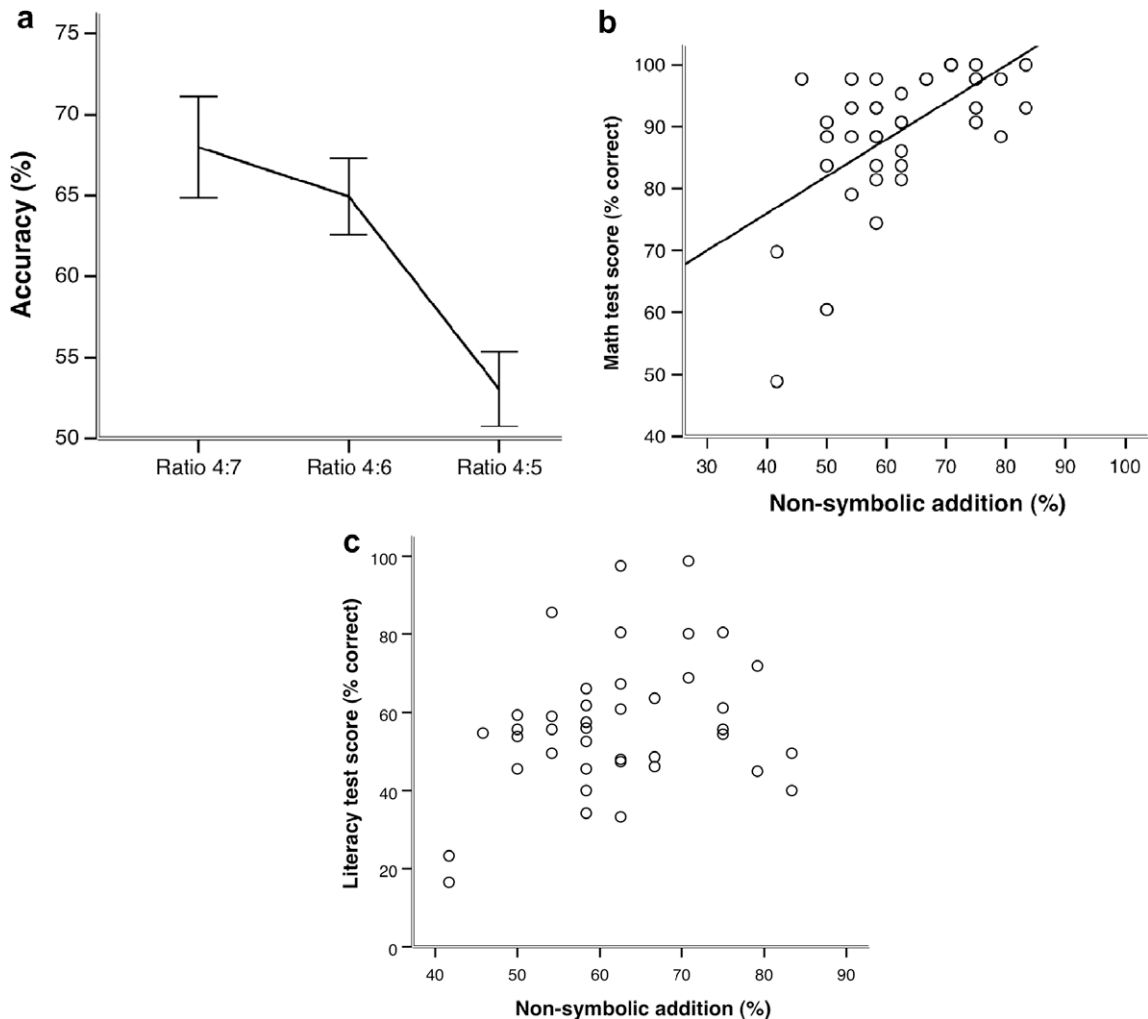 a
75
70
65
60
55
50
Accuracy (%)
Ratio 4:7 Ratio 4:6 Ratio 4:5
b
100
90
80
70
60
50
40
Math test score (% correct)
30 40 50 60 70 80 90 100
Non-symbolic addition (%)
c
100
80
60
40
20
0
Literacy test score (% correct)
40 50 60 70 80 90
Non-symbolic addition (%)